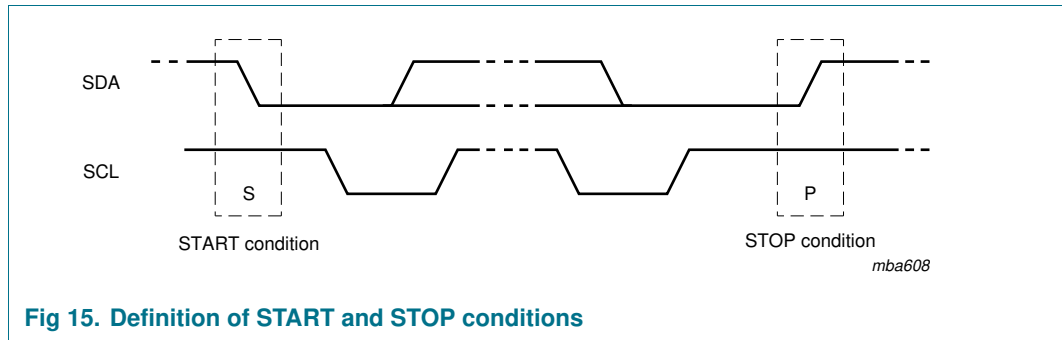 SDA
SCL
S
P
START condition
STOP condition
mba608
Fig 15. Definition of START and STOP conditions